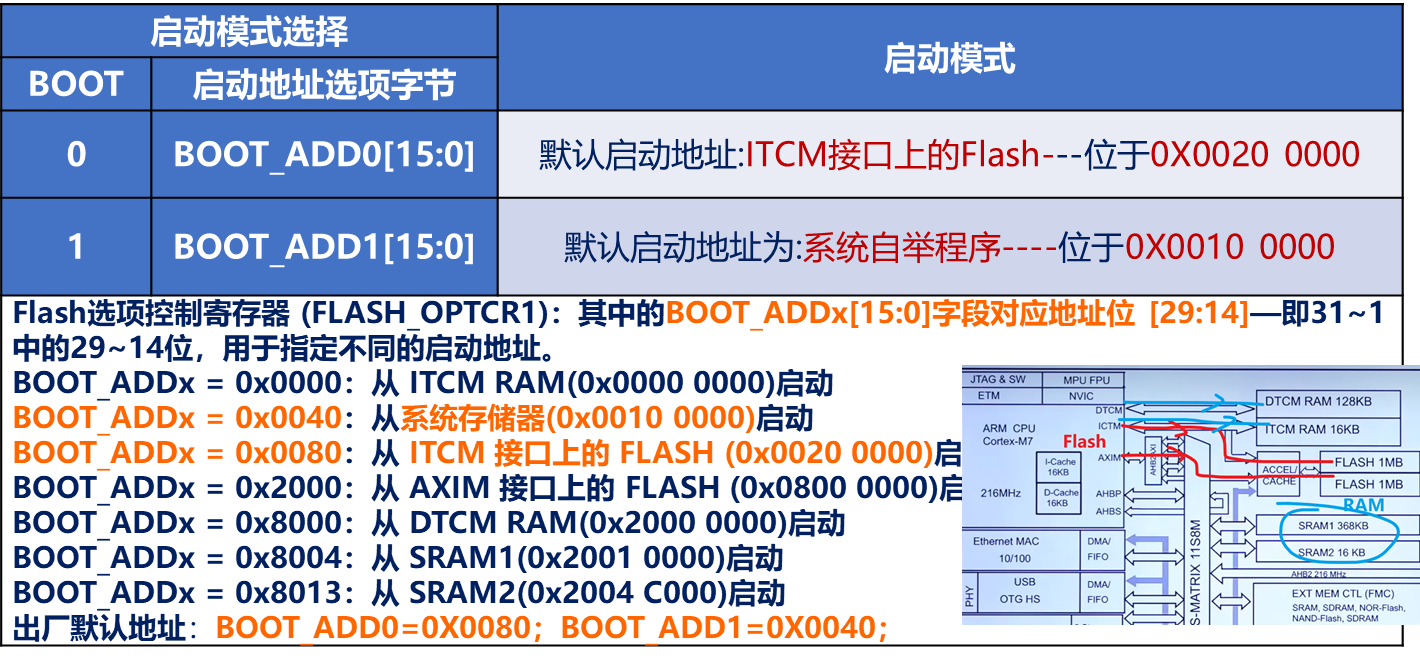 启动模式选择
启动模式
BOOT
启动地址选项字节
0
BOOT_ADD0[15:0]
默认启动地址:ITCM接口上的Flash---位于0X0020 0000
1
BOOT_ADD1[15:0]
默认启动地址为:系统自举程序----位于0X0010 0000
Flash选项控制寄存器 (FLASH_OPTCR1)：其中的BOOT_ADDx[15:0]字段对应地址位 [29:14]—即31~1
中的29~14位，用于指定不同的启动地址。
BOOT_ADDx = 0x0000：从 ITCM RAM(0x0000 0000)启动
BOOT_ADDx = 0x0040：从系统存储器(0x0010 0000)启动
BOOT_ADDx = 0x0080：从 ITCM 接口上的 FLASH (0x0020 0000)启
BOOT_ADDx = 0x2000：从 AXIM 接口上的 FLASH (0x0800 0000)启
BOOT_ADDx = 0x8000：从 DTCM RAM(0x2000 0000)启动
BOOT_ADDx = 0x8004：从 SRAM1(0x2001 0000)启动
BOOT_ADDx = 0x8013：从 SRAM2(0x2004 C000)启动
出厂默认地址：BOOT_ADD0=0X0080；BOOT_ADD1=0X0040；
JTAG & SW
MPU FPU
ETM
NVIC
DTCM
ICTM
ARM CPU
Cortex-M7
Flash
AXIM
I-Cache
16KB
D-Cache
16KB
216MHz
AHBP
AHBS
AHB2AXI
DTCM RAM 128KB
ITCM RAM 16KB
ACCEL/
CACHE
FLASH 1MB
FLASH 1MB
RAM
SRAM1 368KB
SRAM2 16 KB
AHB2 216 MHz
Ethernet MAC
10/100
DMA/
FIFO
PHY
USB
OTG HS
DMA/
FIFO
S-MATRIX 11S8M
EXT MEM CTL (FMC)
SRAM, SDRAM, NOR-Flash,
NAND-Flash, SDRAM